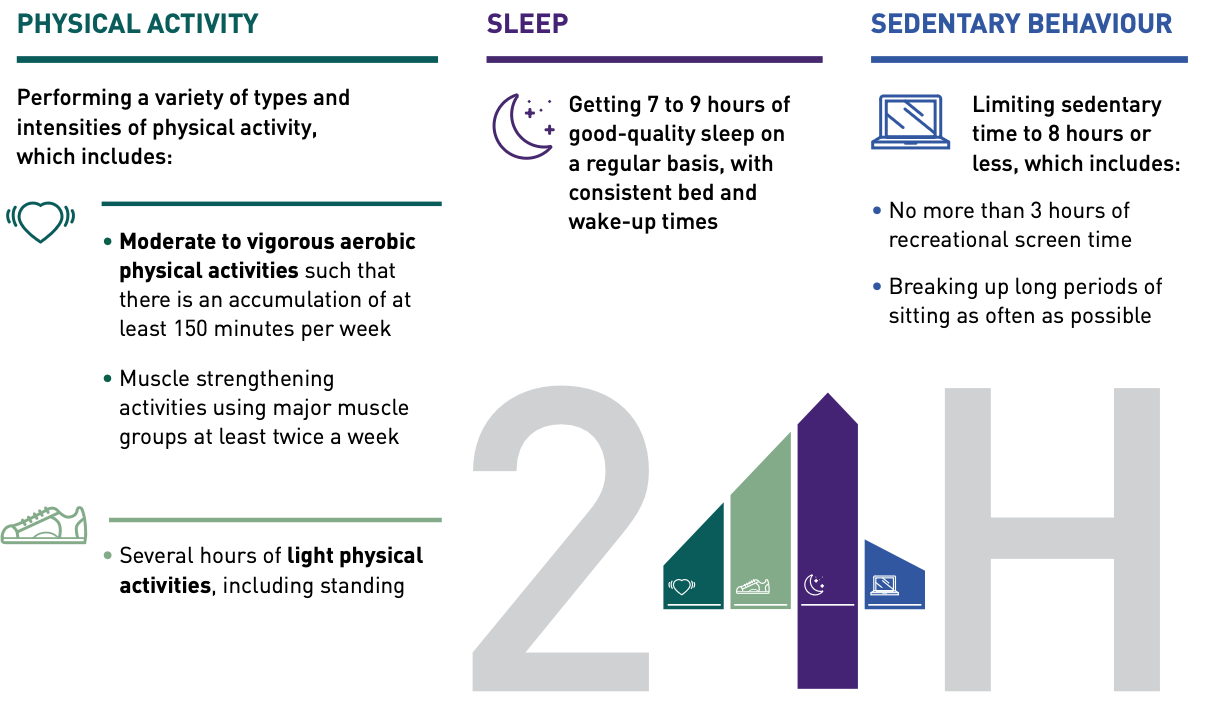 PHYSICAL ACTIVITY
Performing a variety of types and
intensities of physical activity,
which includes:
• Moderate to vigorous aerobic
physical activities such that
there is an accumulation of at
least 150 minutes per week
• Muscle strengthening
activities using major muscle
groups at least twice a week
• Several hours of light physical
activities, including standing
SLEEP
Getting 7 to 9 hours of
good-quality sleep on
a regular basis, with
consistent bed and
wake-up times
SEDENTARY BEHAVIOUR
Limiting sedentary
time to 8 hours or
less, which includes:
• No more than 3 hours of
recreational screen time
• Breaking up long periods of
sitting as often as possible
24H